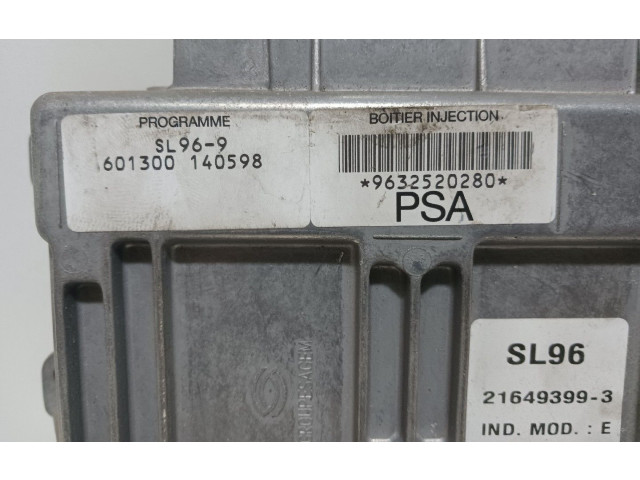 PROGRAMME
SL96-9
601300 140598
BOITIER INJECTION
*9632520280*
PSA
SL96
21649399-3
IND. MOD. : E